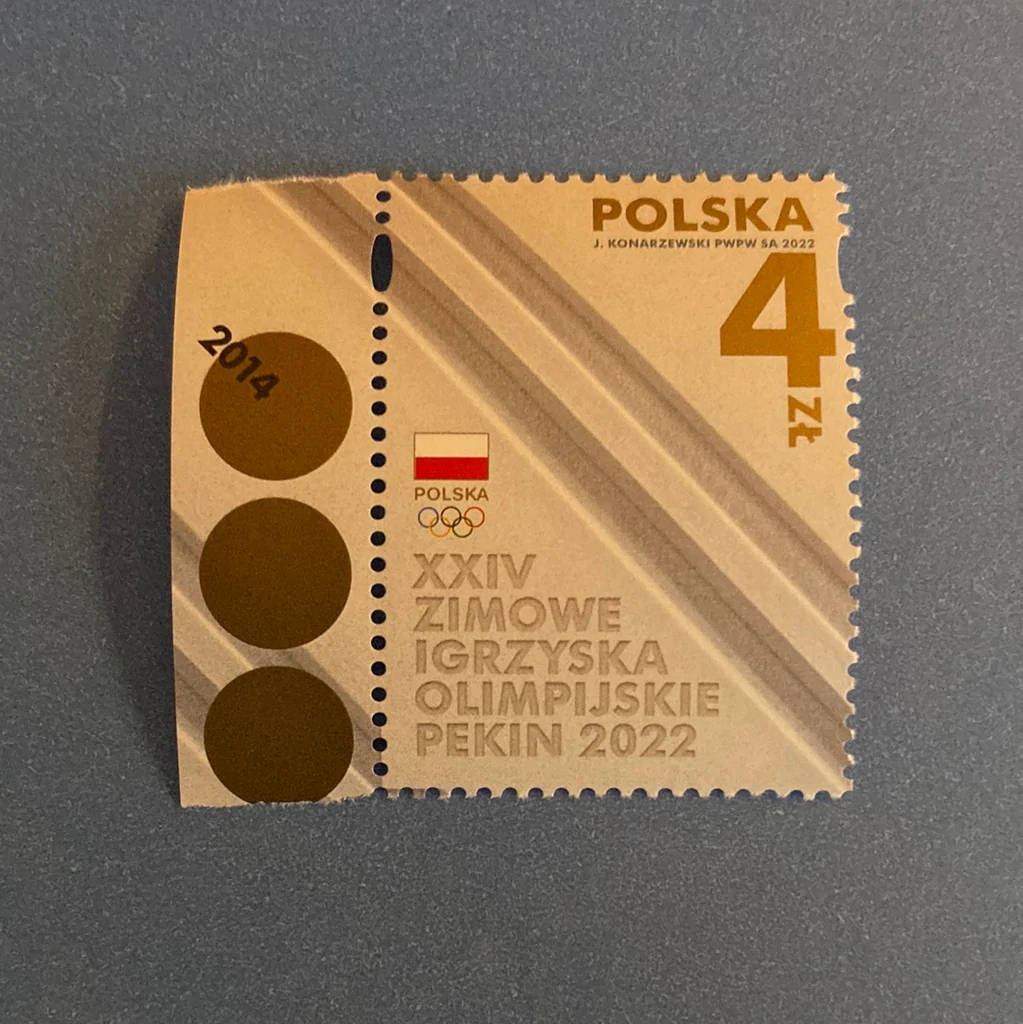 POLSKA
J. KONARZEWSKI PWPW SA 2022
4
ZŁ
2014
POLSKA
XXIV
ZIMOWE
IGRZYSKA
OLIMPIJSKIE
PEKIN 2022